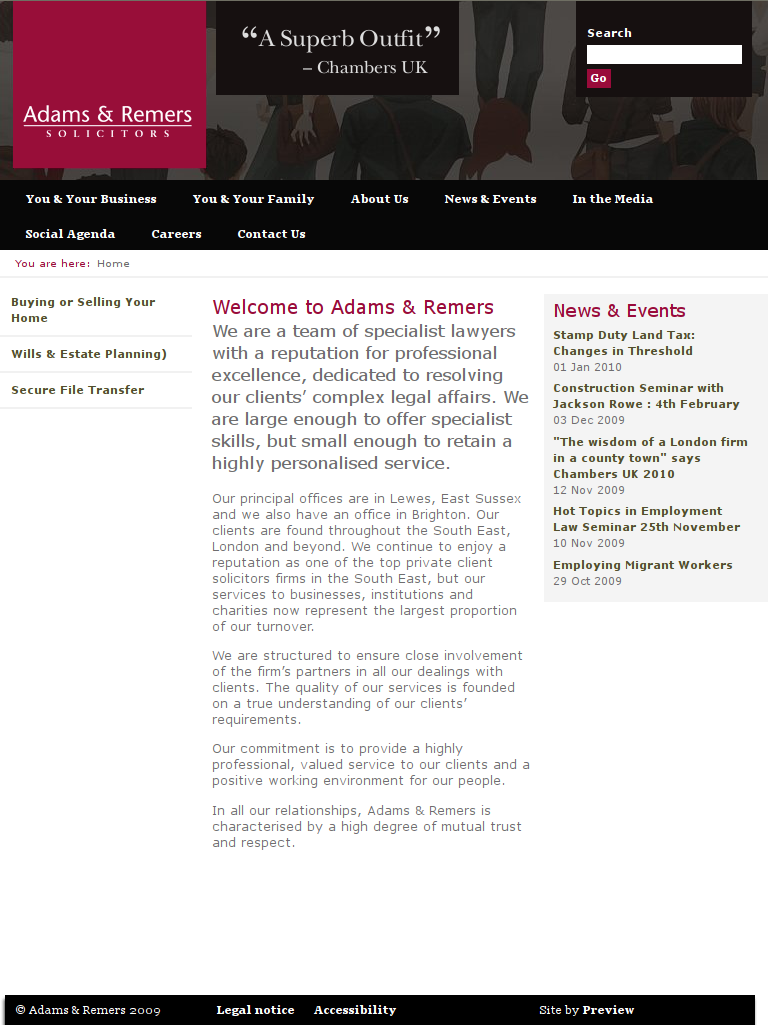 Adams & Remers
SOLICITORS
“A Superb Outfit”
– Chambers UK
Search
Go
You & Your Business You & Your Family About Us News & Events In the Media
Social Agenda Careers Contact Us
You are here: Home
Buying or Selling Your
Home
Wills & Estate Planning)
Secure File Transfer
Welcome to Adams & Remers
We are a team of specialist lawyers
with a reputation for professional
excellence, dedicated to resolving
our clients’ complex legal affairs. We
are large enough to offer specialist
skills, but small enough to retain a
highly personalised service.
Our principal offices are in Lewes, East Sussex
and we also have an office in Brighton. Our
clients are found throughout the South East,
London and beyond. We continue to enjoy a
reputation as one of the top private client
solicitors firms in the South East, but our
services to businesses, institutions and
charities now represent the largest proportion
of our turnover.
We are structured to ensure close involvement
of the firm’s partners in all our dealings with
clients. The quality of our services is founded
on a true understanding of our clients’
requirements.
Our commitment is to provide a highly
professional, valued service to our clients and a
positive working environment for our people.
In all our relationships, Adams & Remers is
characterised by a high degree of mutual trust
and respect.
News & Events
Stamp Duty Land Tax:
Changes in Threshold
01 Jan 2010
Construction Seminar with
Jackson Rowe : 4th February
03 Dec 2009
"The wisdom of a London firm
in a county town" says
Chambers UK 2010
12 Nov 2009
Hot Topics in Employment
Law Seminar 25th November
10 Nov 2009
Employing Migrant Workers
29 Oct 2009
© Adams & Remers 2009 Legal notice Accessibility Site by Preview